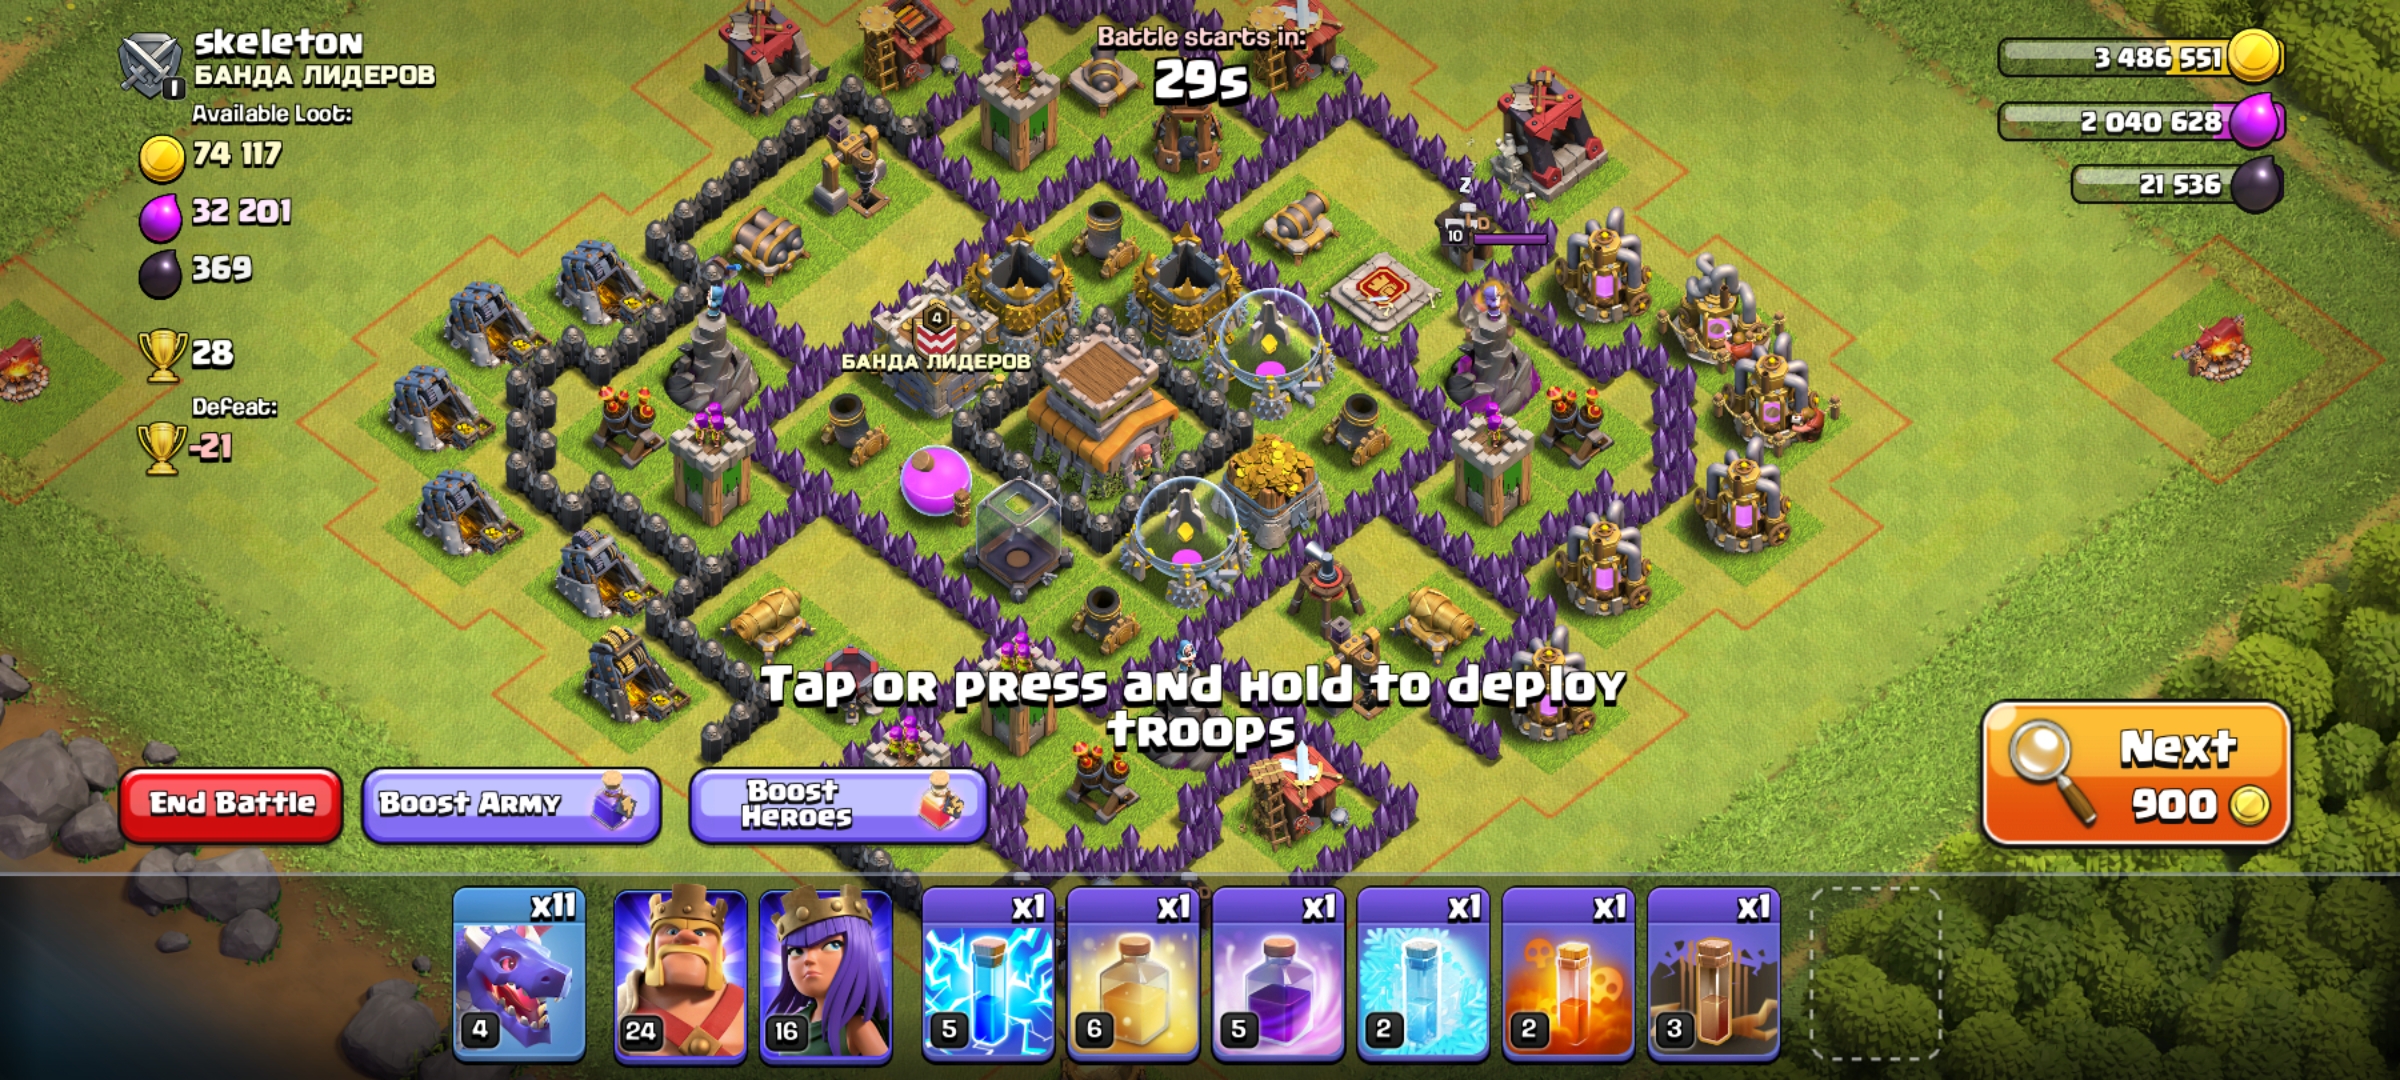 skeleton
БАНДА ЛИДЕРОВ
I
Available Loot:
74 117
32 201
369
28
Defeat:
-21
Battle starts in:
29s
3 486 551
2 040 628
21 536
Z
10
4
БАНДА ЛИДЕРОВ
Tap or press and hold to deploy
troops
End Battle
Boost Army
Boost
Heroes
Next
900
x11
x1
x1
x1
x1
x1
x1
4
24
16
5
6
5
2
2
3